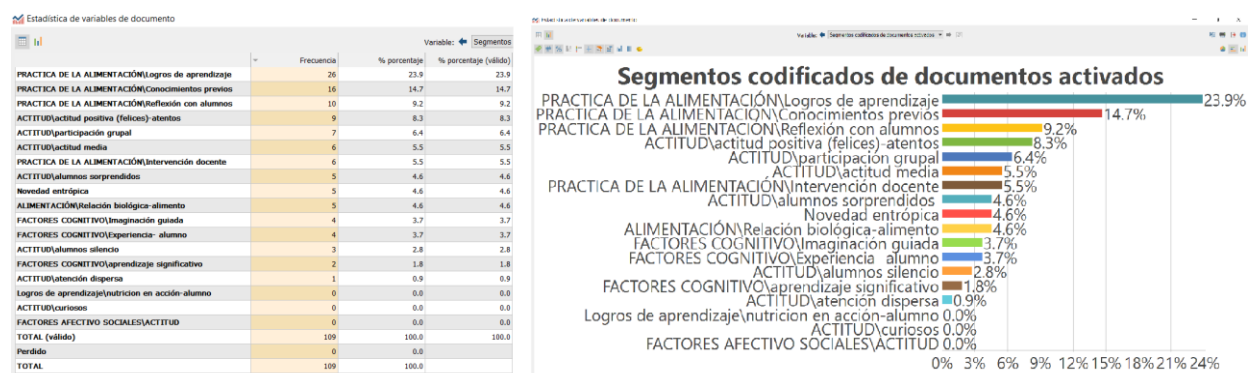 Estadística de variables de documento
Variable: Segmentos
Frecuencia % porcentaje % porcentaje (válido)
PRACTICA DE LA ALIMENTACIÓN\Logros de aprendizaje 26 23.9 23.9
PRACTICA DE LA ALIMENTACIÓN\Conocimientos previos 16 14.7 14.7
PRACTICA DE LA ALIMENTACIÓN\Reflexión con alumnos 10 9.2 9.2
ACTITUD\actitud positiva (felices)-atentos 9 8.3 8.3
ACTITUD\participación grupal 7 6.4 6.4
ACTITUD\actitud media 6 5.5 5.5
PRACTICA DE LA ALIMENTACIÓN\Intervención docente 6 5.5 5.5
ACTITUD\alumnos sorprendidos 5 4.6 4.6
Novedad entrópica 5 4.6 4.6
ALIMENTACIÓN\Relación biológica-alimento 5 4.6 4.6
FACTORES COGNITIVO\Imaginación guiada 4 3.7 3.7
FACTORES COGNITIVO\Experiencia- alumno 4 3.7 3.7
ACTITUD\alumnos silencio 3 2.8 2.8
FACTORES COGNITIVO\aprendizaje significativo 2 1.8 1.8
ACTITUD\atención dispersa 1 0.9 0.9
Logros de aprendizaje\nutricion en acción-alumno 0 0.0 0.0
ACTITUD\curiosos 0 0.0 0.0
FACTORES AFECTIVO SOCIALES\ACTITUD 0 0.0 0.0
TOTAL (válido) 109 100.0 100.0
Perdido 0 0.0
TOTAL 109 100.0
Estadística de variables de documento
Variable: Segmentos codificados de documentos activados
Segmentos codificados de documentos activados
PRACTICA DE LA ALIMENTACIÓN\Logros de aprendizaje 23.9%
PRACTICA DE LA ALIMENTACIÓN\Conocimientos previos 14.7%
PRACTICA DE LA ALIMENTACIÓN\Reflexión con alumnos 9.2%
ACTITUD\actitud positiva (felices)-atentos 8.3%
ACTITUD\participación grupal 6.4%
ACTITUD\actitud media 5.5%
PRACTICA DE LA ALIMENTACIÓN\Intervención docente 5.5%
ACTITUD\alumnos sorprendidos 4.6%
Novedad entrópica 4.6%
ALIMENTACIÓN\Relación biológica-alimento 4.6%
FACTORES COGNITIVO\Imaginación guiada 3.7%
FACTORES COGNITIVO\Experiencia alumno 3.7%
ACTITUD\alumnos silencio 2.8%
FACTORES COGNITIVO\aprendizaje significativo 1.8%
ACTITUD\atención dispersa 0.9%
Logros de aprendizaje\nutricion en acción-alumno 0.0%
ACTITUD\curiosos 0.0%
FACTORES AFECTIVO SOCIALES\ACTITUD 0.0%
0% 3% 6% 9% 12% 15% 18% 21% 24%